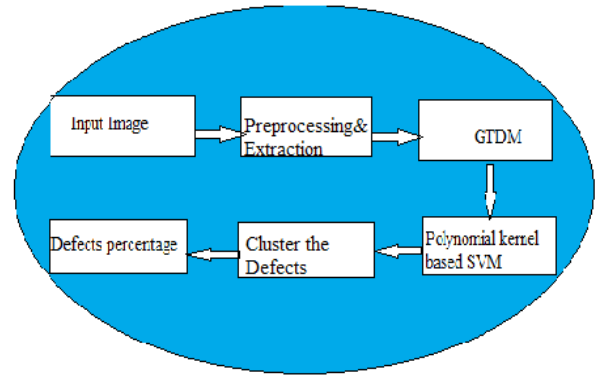 Input Image
Preprocessing&
Extraction
GTDM
Polynomial kernel
based SVM
Cluster the
Defects
Defects percentage